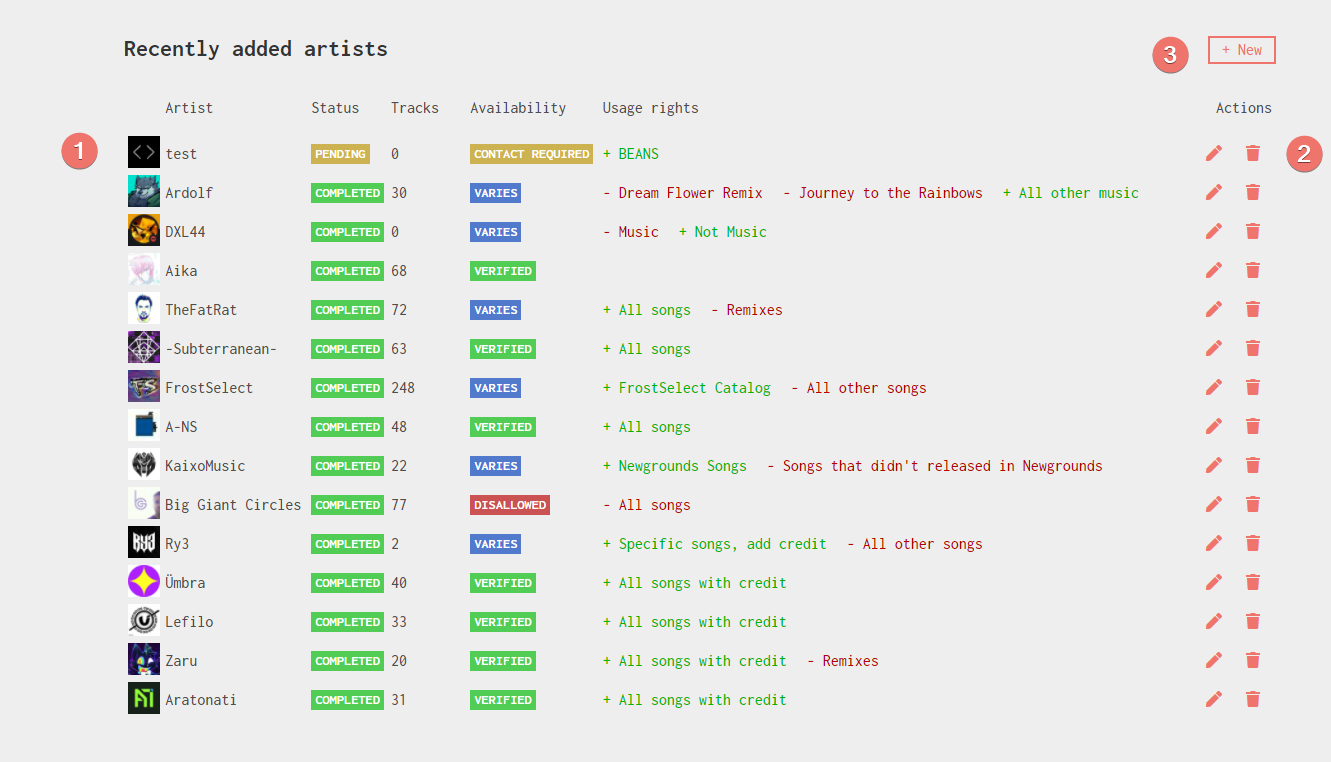 Recently added artists 3 + New
Artist Status Tracks Availability Usage rights Actions
1 test PENDING 0 CONTACT REQUIRED + BEANS 2
Ardolf COMPLETED 30 VARIES - Dream Flower Remix - Journey to the Rainbows + All other music
DXL44 COMPLETED 0 VARIES - Music + Not Music
Aika COMPLETED 68 VERIFIED
TheFatRat COMPLETED 72 VARIES + All songs - Remixes
-Subterranean- COMPLETED 63 VERIFIED + All songs
FS FrostSelect COMPLETED 248 VARIES + FrostSelect Catalog - All other songs
A-NS COMPLETED 48 VERIFIED + All songs
KaixoMusic COMPLETED 22 VARIES + Newgrounds Songs - Songs that didn't released in Newgrounds
Big Giant Circles COMPLETED 77 DISALLOWED - All songs
RY3 Ry3 COMPLETED 2 VARIES + Specific songs, add credit - All other songs
Ümbra COMPLETED 40 VERIFIED + All songs with credit
Lefilo COMPLETED 33 VERIFIED + All songs with credit
Zaru COMPLETED 20 VERIFIED + All songs with credit - Remixes
Aratonati COMPLETED 31 VERIFIED + All songs with credit